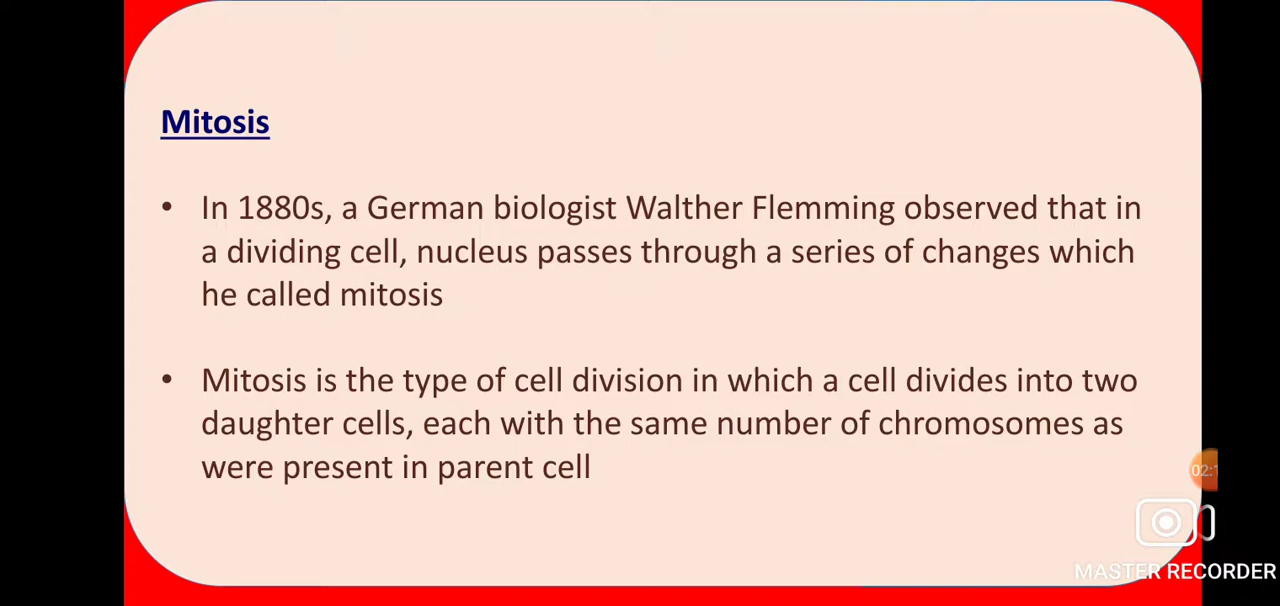 Mitosis
• In 1880s, a German biologist Walther Flemming observed that in
a dividing cell, nucleus passes through a series of changes which
he called mitosis
• Mitosis is the type of cell division in which a cell divides into two
daughter cells, each with the same number of chromosomes as
were present in parent cell
02:1
MASTER RECORDER